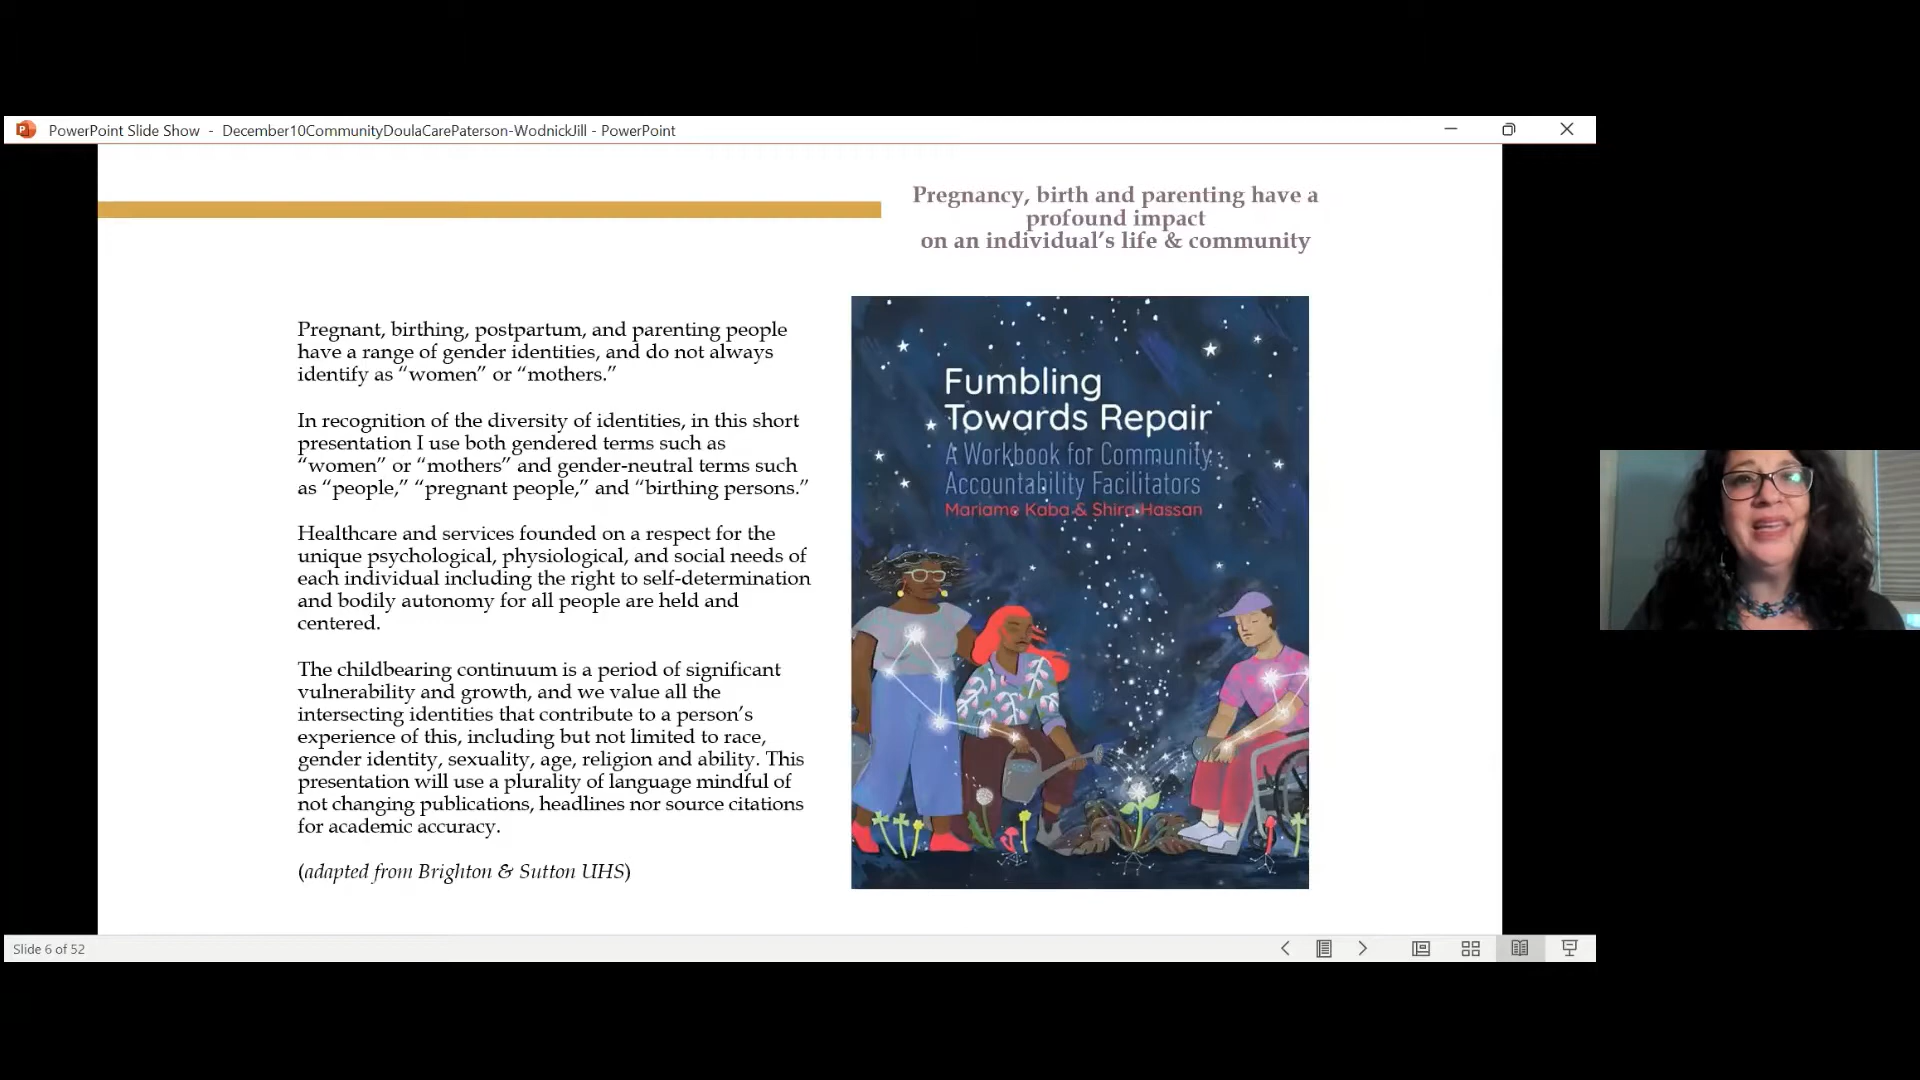 PowerPoint Slide Show - December10CommunityDoulaCarePaterson-WodnickJill - PowerPoint
Pregnancy, birth and parenting have a
profound impact
on an individual’s life & community
Pregnant, birthing, postpartum, and parenting people
have a range of gender identities, and do not always
identify as “women” or “mothers.”
In recognition of the diversity of identities, in this short
presentation I use both gendered terms such as
“women” or “mothers” and gender-neutral terms such
as “people,” “pregnant people,” and “birthing persons.”
Healthcare and services founded on a respect for the
unique psychological, physiological, and social needs of
each individual including the right to self-determination
and bodily autonomy for all people are held and
centered.
The childbearing continuum is a period of significant
vulnerability and growth, and we value all the
intersecting identities that contribute to a person’s
experience of this, including but not limited to race,
gender identity, sexuality, age, religion and ability. This
presentation will use a plurality of language mindful of
not changing publications, headlines nor source citations
for academic accuracy.
(adapted from Brighton & Sutton UHS)
Fumbling
Towards Repair
A Workbook for Community
Accountability Facilitators
Mariame Kaba & Shira Hassan
Slide 6 of 52